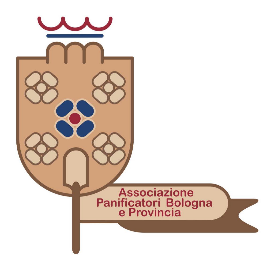 Associazione
Panificatori Bologna
e Provincia